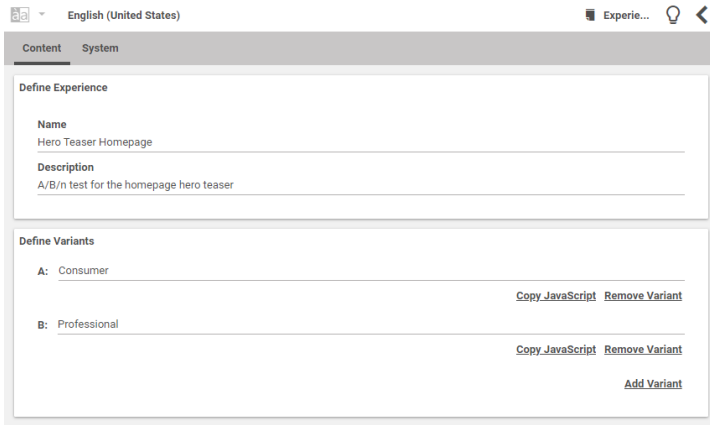 àa English (United States) Experie...
Content System
Define Experience
Name
Hero Teaser Homepage
Description
A/B/n test for the homepage hero teaser
Define Variants
A: Consumer
Copy JavaScript Remove Variant
B: Professional
Copy JavaScript Remove Variant
Add Variant